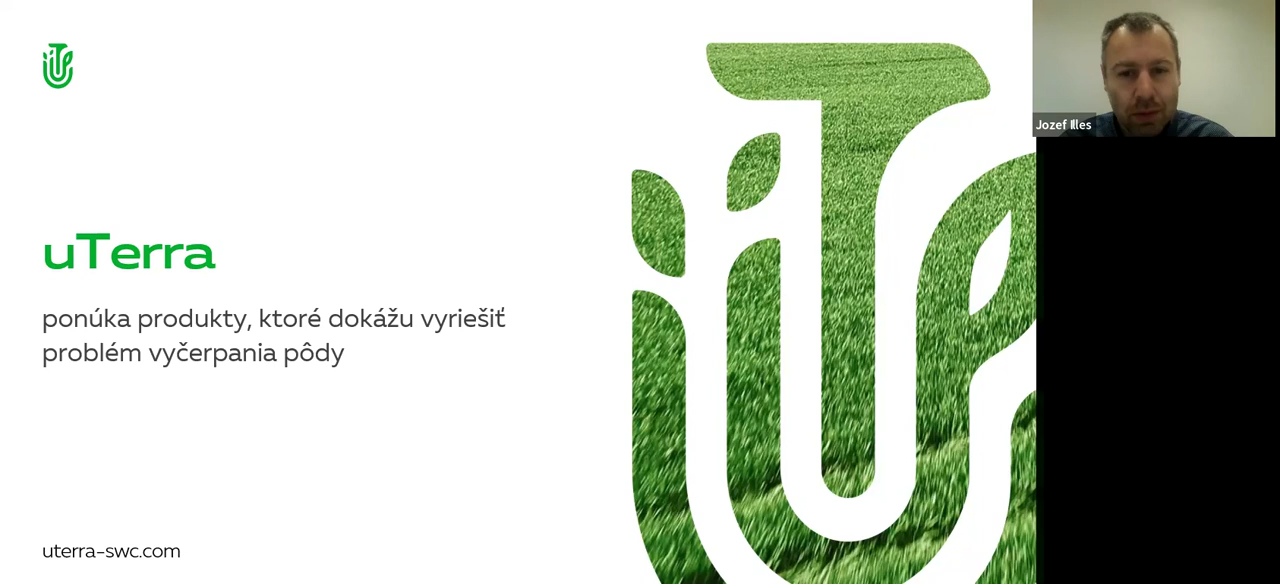 uTerra
ponúka produkty, ktoré dokážu vyriešiť
problém vyčerpania pôdy
uterra-swc.com
Jozef Illes